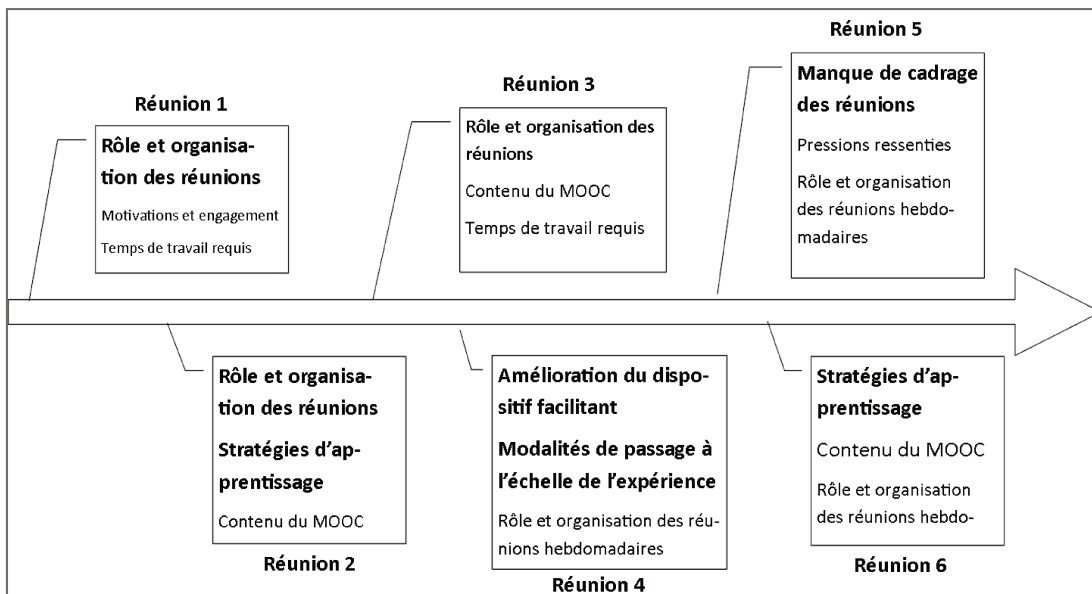 Réunion 1
Rôle et organisa-
tion des réunions
Motivations et engagement
Temps de travail requis
Rôle et organisa-
tion des réunions
Stratégies d'ap-
prentissage
Contenu du MOOC
Réunion 2
Réunion 3
Rôle et organisation des
réunions
Contenu du MOOC
Temps de travail requis
Amélioration du dispo-
sitif facilitant
Modalités de passage à
l'échelle de l'expérience
Rôle et organisation des réu-
nions hebdomadaires
Réunion 4
Réunion 5
Manque de cadrage
des réunions
Pressions ressenties
Rôle et organisation
des réunions hebdo-
madaires
Stratégies d'ap-
prentissage
Contenu du MOOC
Rôle et organisation
des réunions hebdo-
Réunion 6